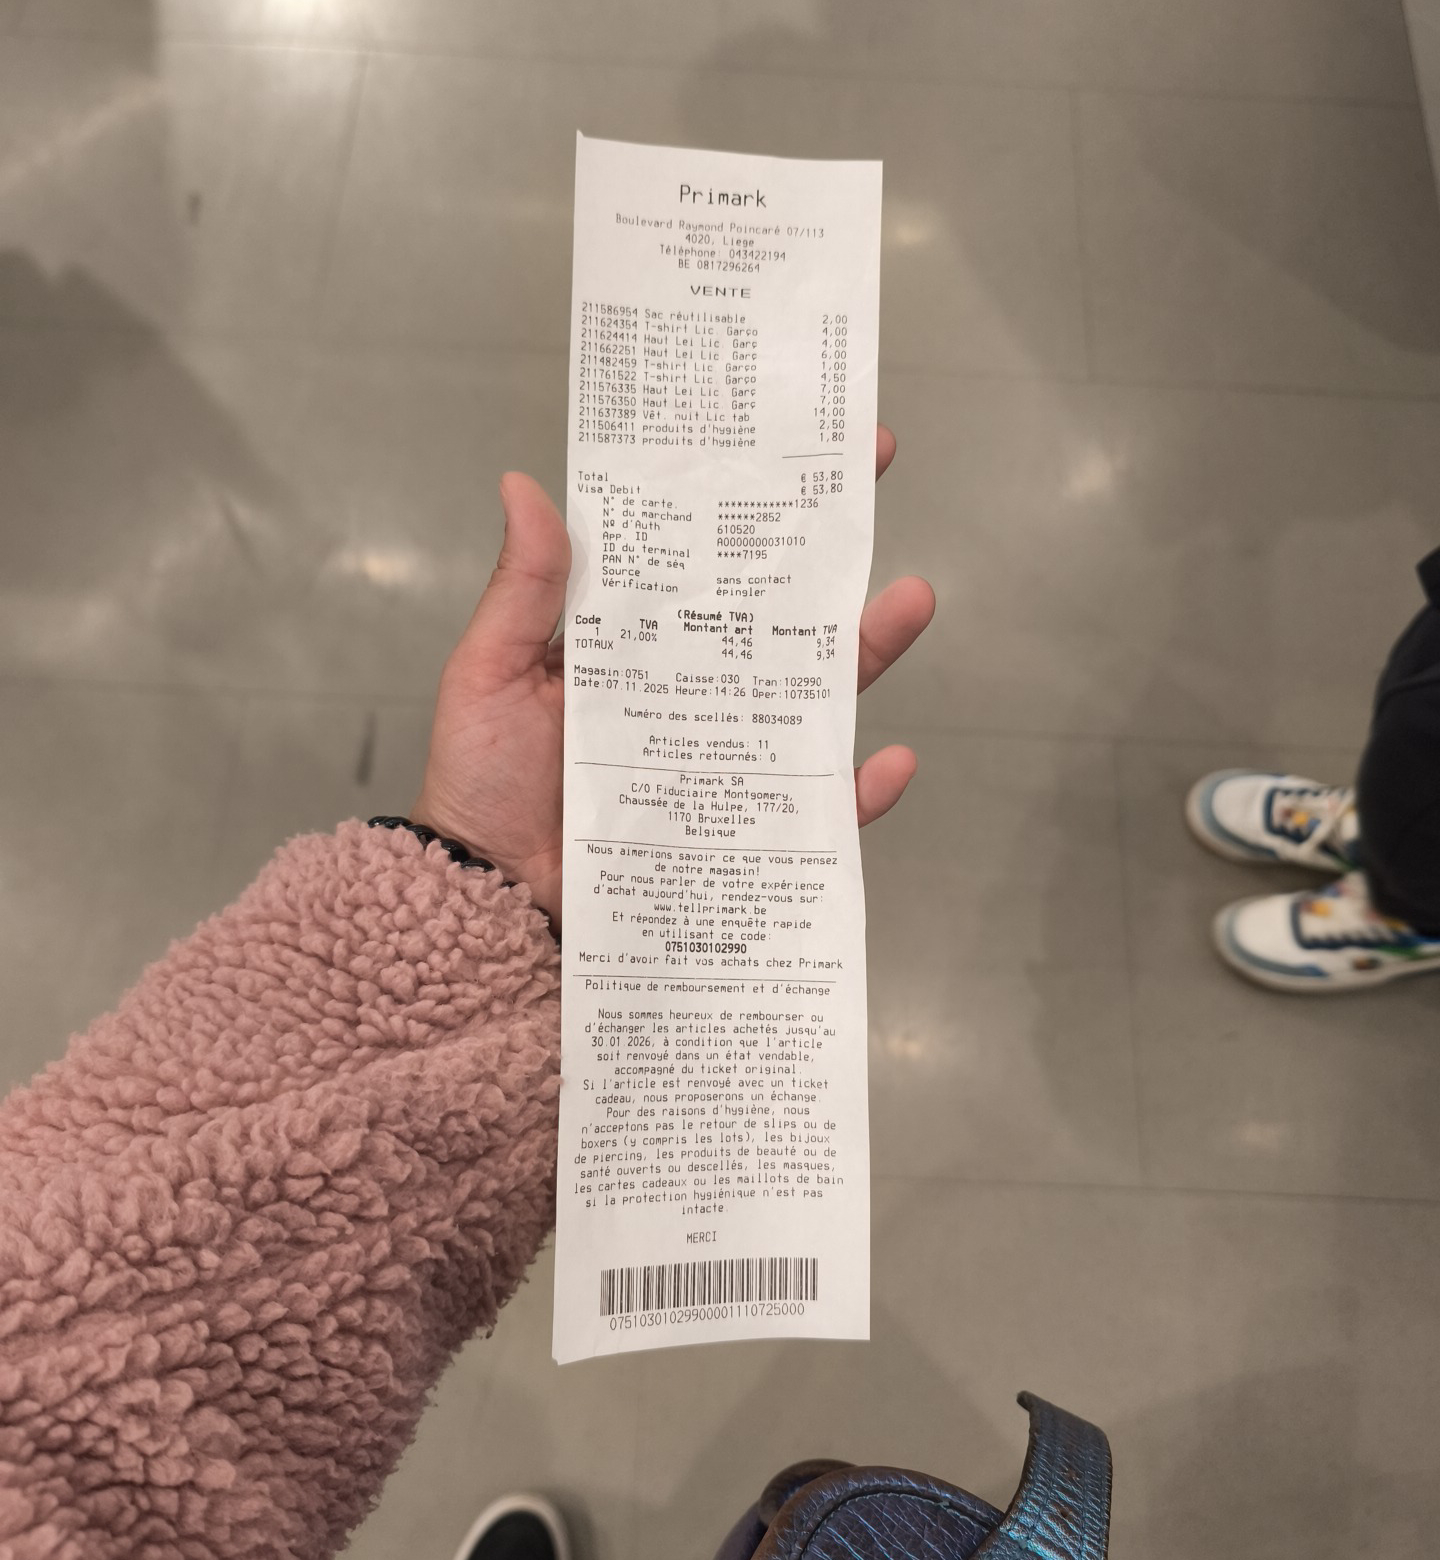 Primark
Boulevard Raymond Poincaré 07/113
4020, Liege
Téléphone: 043422194
BE 0817296264
VENTE
211586954 Sac réutilisable 2,00
211624354 T-shirt Lic. Garço 4,00
211624414 Haut Lei Lic. Garç 4,00
211662251 Haut Lei Lic. Garç 6,00
211482459 T-shirt Lic. Garço 1,00
211761522 T-shirt Lic. Garço 4,50
211576335 Haut Lei Lic. Garç 7,00
211576350 Haut Lei Lic. Garç 7,00
211637389 Vêt. nuit Lic tab 14,00
211506411 produits d'hygiène 2,50
211587373 produits d'hygiène 1,80
Total € 53,80
Visa Debit € 53,80
N° de carte. ************1236
N° du marchand ******2852
Nº d'Auth 610520
App. ID A0000000031010
ID du terminal ****7195
PAN N° de séq
Source sans contact
Vérification épingler
(Résumé TVA)
Code TVA Montant art Montant TVA
1 21,00% 44,46 9,34
TOTAUX 44,46 9,34
Magasin:0751 Caisse:030 Tran:102990
Date:07.11.2025 Heure:14:26 Oper:10735101
Numéro des scellés: 88034089
Articles vendus: 11
Articles retournés: 0
Primark SA
C/O Fiduciaire Montgomery,
Chaussée de la Hulpe, 177/20,
1170 Bruxelles
Belgique
Nous aimerions savoir ce que vous pensez
de notre magasin!
Pour nous parler de votre expérience
d'achat aujourd'hui, rendez-vous sur:
www.tellprimark.be
Et répondez à une enquête rapide
en utilisant ce code:
0751030102990
Merci d'avoir fait vos achats chez Primark
Politique de remboursement et d'échange
Nous sommes heureux de rembourser ou
d'échanger les articles achetés jusqu'au
30.01.2026, à condition que l'article
soit renvoyé dans un état vendable,
accompagné du ticket original.
Si l'article est renvoyé avec un ticket
cadeau, nous proposerons un échange.
Pour des raisons d'hygiène, nous
n'acceptons pas le retour de slips ou de
boxers (y compris les lots), les bijoux
de piercing, les produits de beauté ou de
santé ouverts ou descellés, les masques,
les cartes cadeaux ou les maillots de bain
si la protection hygiénique n'est pas
intacte.
MERCI
07510301029900001110725000